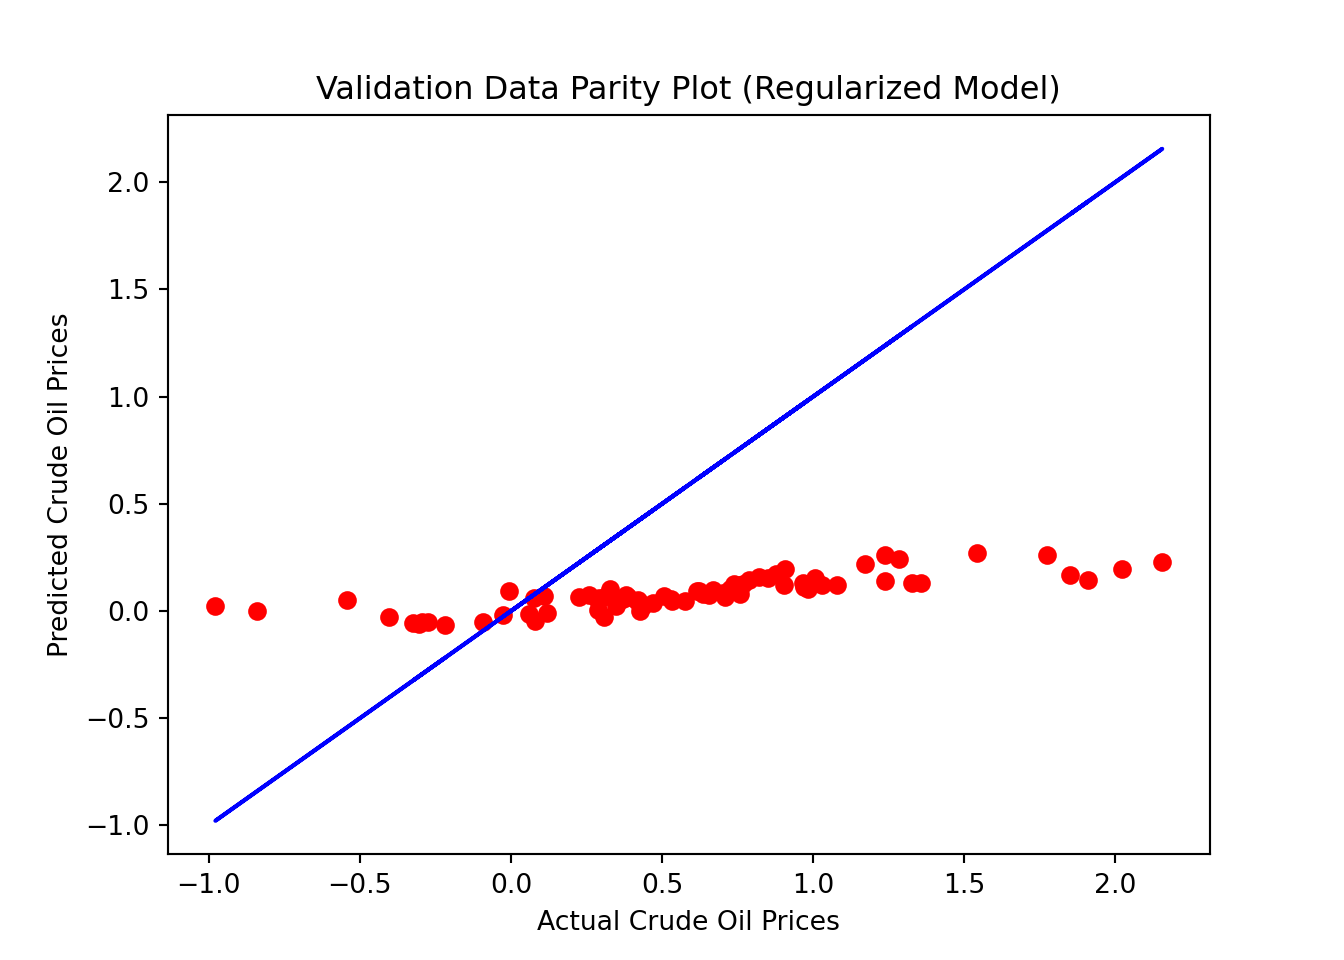 Validation Data Parity Plot (Regularized Model)
Predicted Crude Oil Prices
2.0
1.5
1.0
0.5
0.0
−0.5
−1.0
−1.0 −0.5 0.0 0.5 1.0 1.5 2.0
Actual Crude Oil Prices